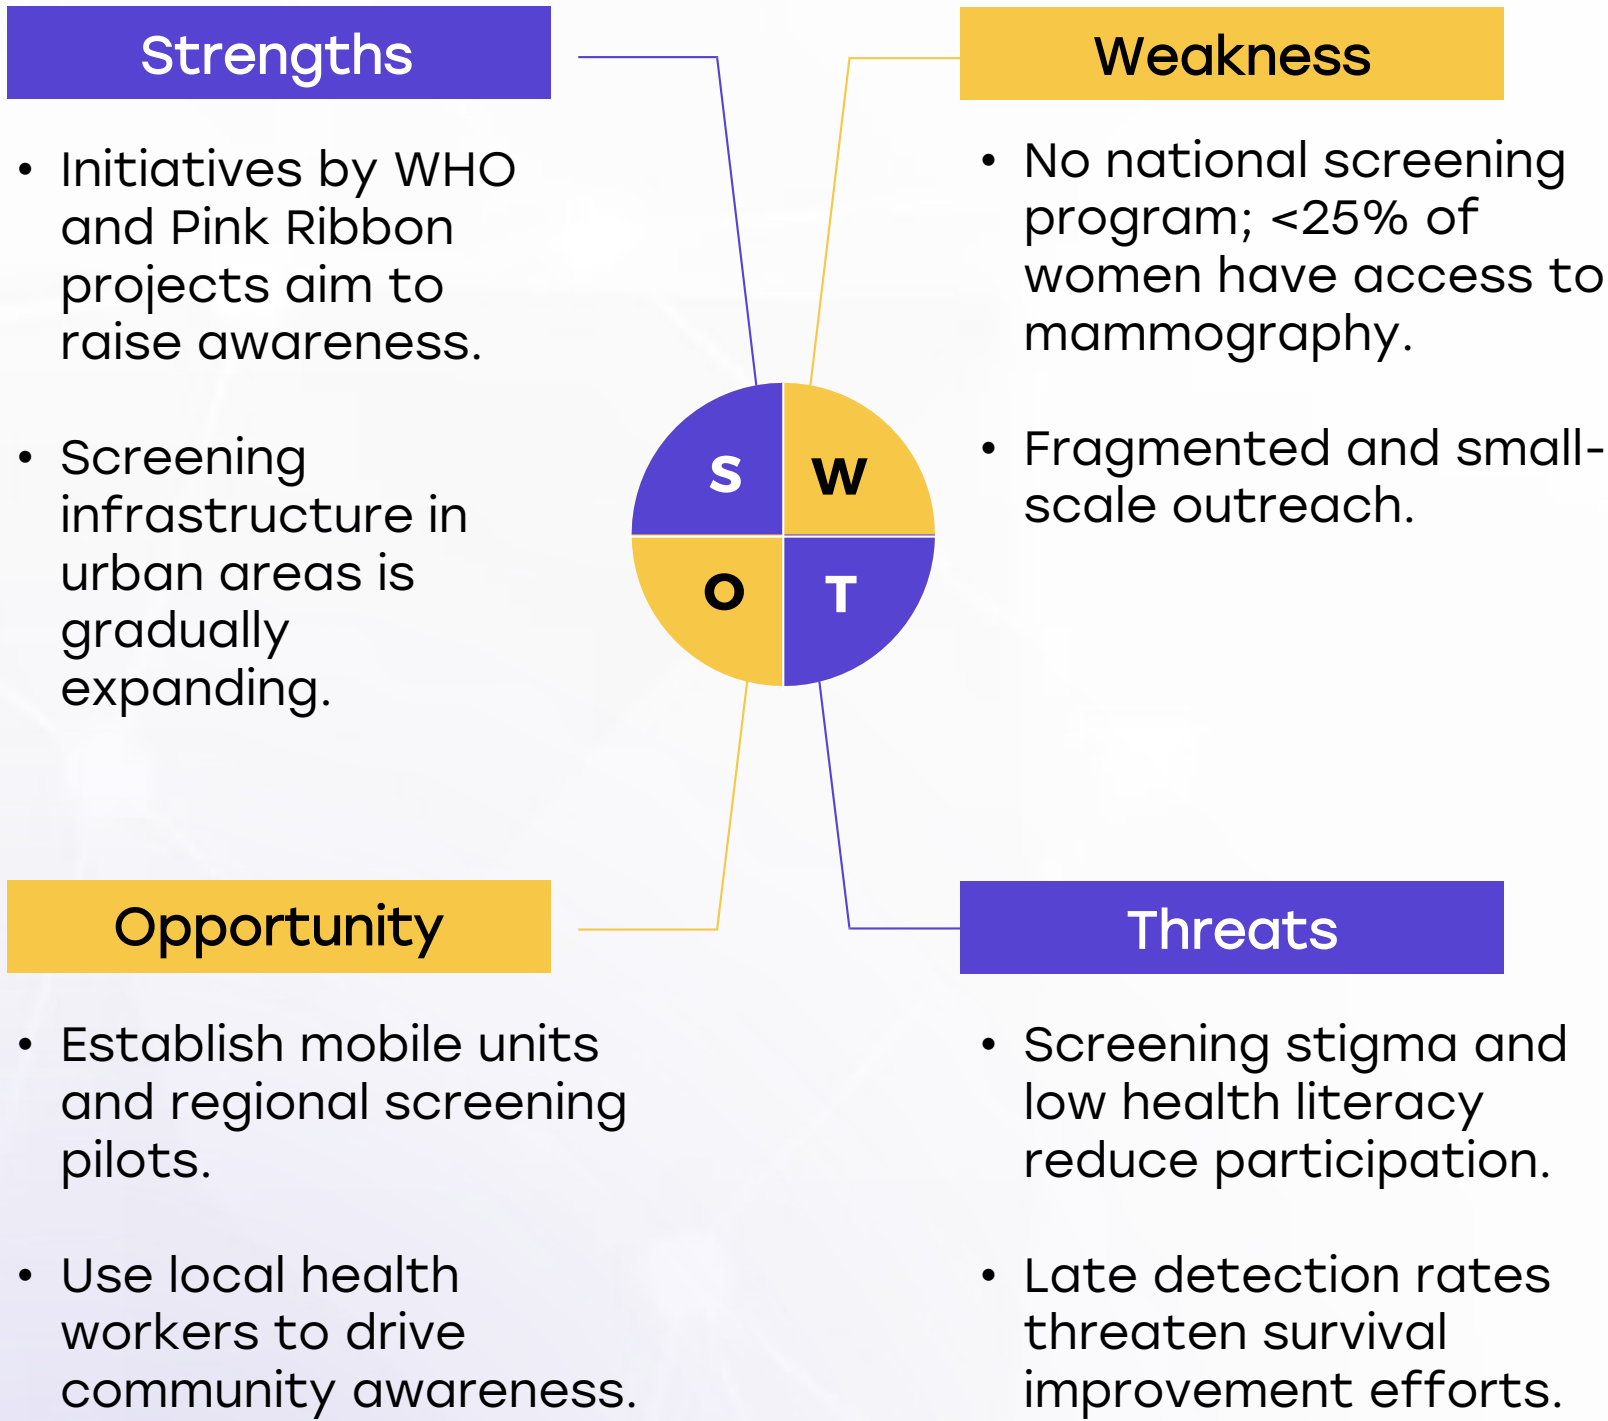 Strengths
• Initiatives by WHO
and Pink Ribbon
projects aim to
raise awareness.
• Screening
infrastructure in
urban areas is
gradually
expanding.
Weakness
• No national screening
program; <25% of
women have access to
mammography.
• Fragmented and small-
scale outreach.
S
W
O
T
Opportunity
• Establish mobile units
and regional screening
pilots.
• Use local health
workers to drive
community awareness.
Threats
• Screening stigma and
low health literacy
reduce participation.
• Late detection rates
threaten survival
improvement efforts.